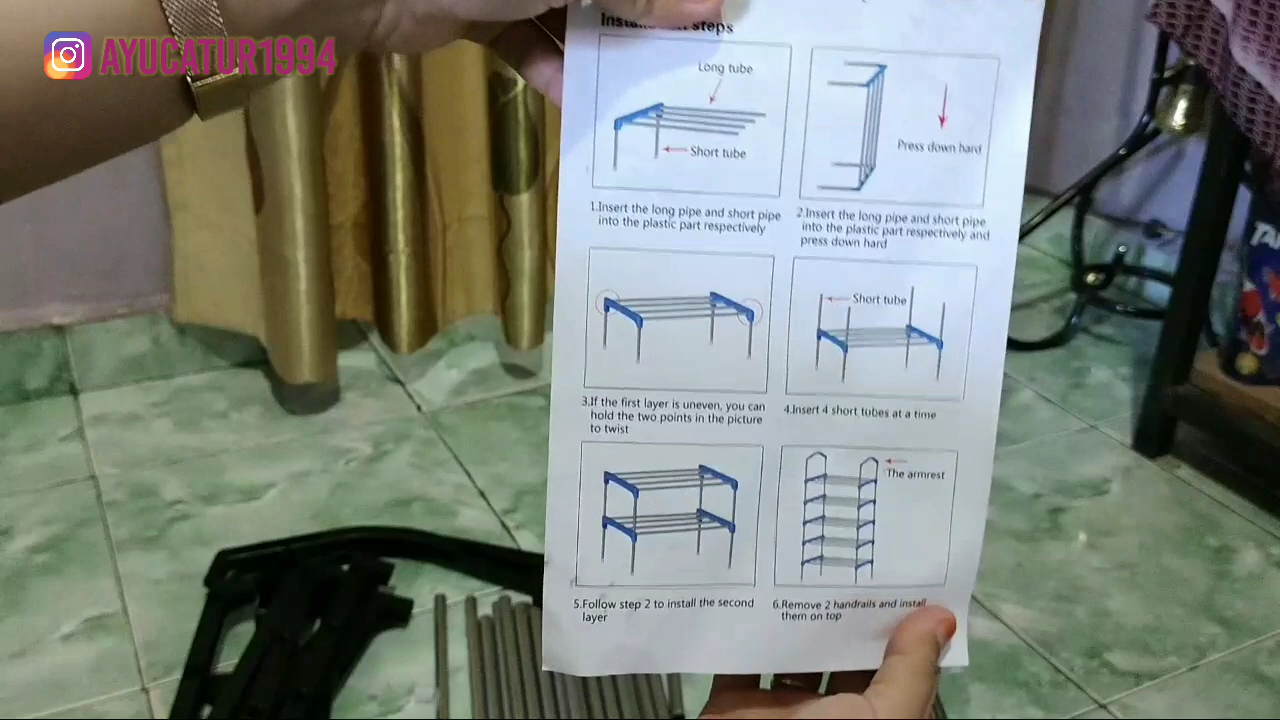 AYUCATUR1994
steps
Long tube
Short tube
Press down hard
1.Insert the long pipe and short pipe
into the plastic part respectively
2.Insert the long pipe and short pipe
into the plastic part respectively and
press down hard
Short tube
3.If the first layer is uneven, you can
hold the two points in the picture
to twist
4.Insert 4 short tubes at a time
The armrest
5.Follow step 2 to install the second
layer
6.Remove 2 handrails and install
them on top